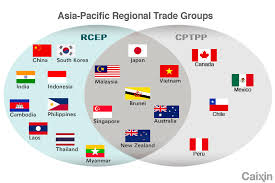 Asia-Pacific Regional Trade Groups
RCEP
CPTPP
China
South Korea
Japan
Canada
India
Indonesia
Malaysia
Vietnam
Mexico
Brunei
Cambodia
Philippines
Singapore
Australia
Chile
Laos
Thailand
New Zealand
Peru
Myanmar
Caixin